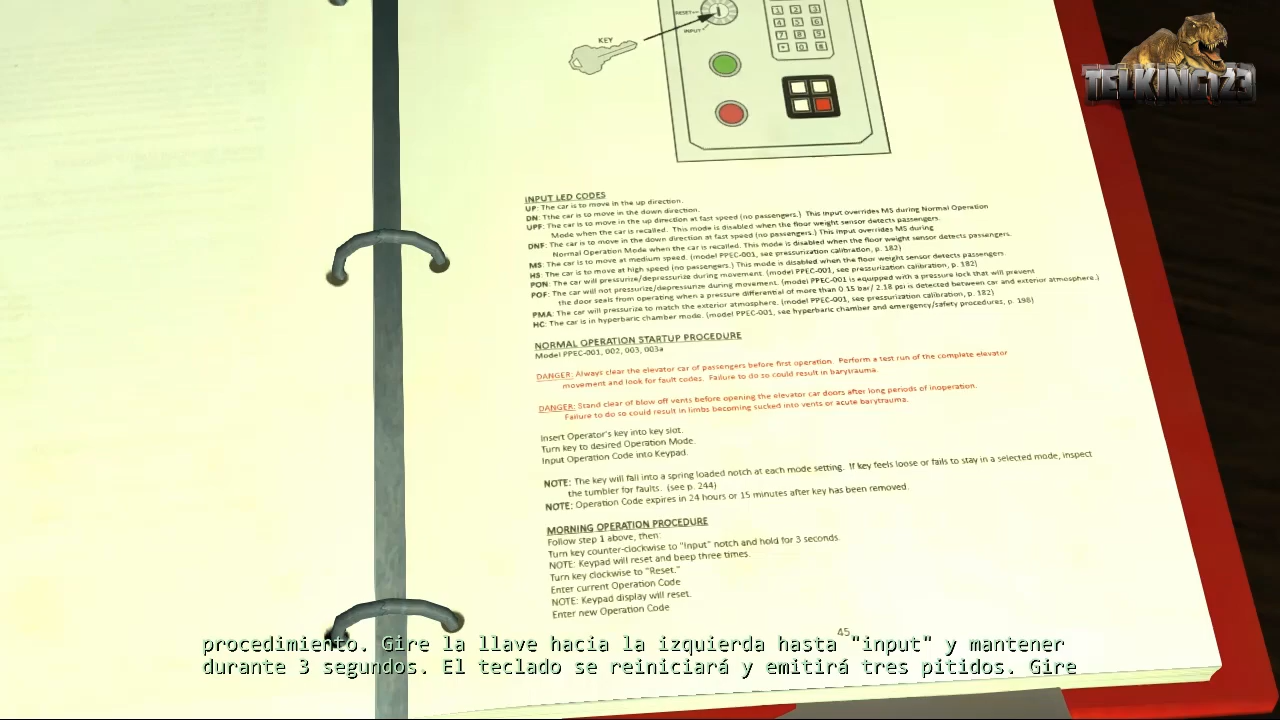 TELKING123
RESET
INPUT
KEY
1 2 3
4 5 6
7 8 9
* 0 #
INPUT LED CODES
UP: The car is to move in the up direction.
DN: Tthe car is to move in the down direction.
UPF: The car is to move in the up direction at fast speed (no passengers.) This input overrides MS during Normal Operation
Mode when the car is recalled. This mode is disabled when the floor weight sensor detects passengers.
DNF: The car is to move in the down direction at fast speed (no passengers.) This input overrides MS during
Normal Operation Mode when the car is recalled. This mode is disabled when the floor weight sensor detects passengers.
MS: The car is to move at medium speed. (model PPEC-001, see pressurization calibration, p. 182)
HS: The car is to move at high speed (no passengers.) This mode is disabled when the floor weight sensor detects passengers.
PON: The car will pressurize/depressurize during movement. (model PPEC-001, see pressurization calibration, p. 182)
POF: The car will not pressurize/depressurize during movement. (model PPEC-001 is equipped with a pressure lock that will prevent
the door seals from operating when a pressure differential of more than 0.15 bar/ 2.18 psi is detected between car and exterior atmosphere.)
PMA: The car will pressurize to match the exterior atmosphere. (model PPEC-001, see pressurization calibration, p. 182)
HC: The car is in hyperbaric chamber mode. (model PPEC-001, see hyperbaric chamber and emergency/safety procedures, p. 198)
NORMAL OPERATION STARTUP PROCEDURE
Model PPEC-001, 002, 003, 003a
DANGER: Always clear the elevator car of passengers before first operation. Perform a test run of the complete elevator
movement and look for fault codes. Failure to do so could result in barytrauma.
DANGER: Stand clear of blow off vents before opening the elevator car doors after long periods of inoperation.
Failure to do so could result in limbs becoming sucked into vents or acute barytrauma.
Insert Operator's key into key slot.
Turn key to desired Operation Mode.
Input Operation Code into Keypad.
NOTE: The key will fall into a spring loaded notch at each mode setting. If key feels loose or fails to stay in a selected mode, inspect
the tumbler for faults. (see p. 244)
NOTE: Operation Code expires in 24 hours or 15 minutes after key has been removed.
MORNING OPERATION PROCEDURE
Follow step 1 above, then:
Turn key counter-clockwise to "Input" notch and hold for 3 seconds.
NOTE: Keypad will reset and beep three times.
Turn key clockwise to "Reset."
Enter current Operation Code
NOTE: Keypad display will reset.
Enter new Operation Code
45
procedimiento. Gire la llave hacia la izquierda hasta "input" y mantener
durante 3 segundos. El teclado se reiniciará y emitirá tres pitidos. Gire